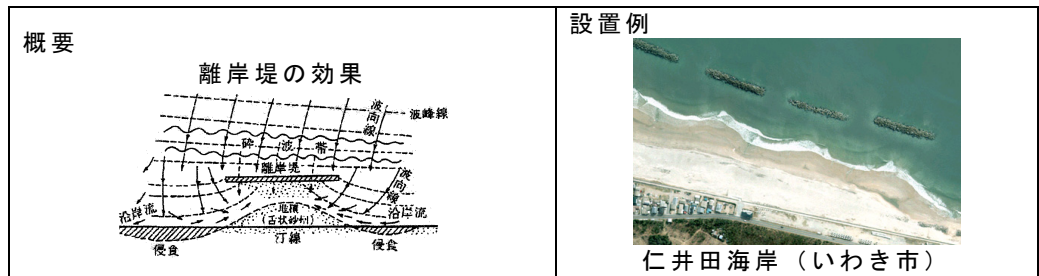 概要
離岸堤の効果
波向線
波峰線
砕波帯
離岸堤
波向線
沿岸流
堆積
(舌状砂州)
沿岸流
汀線
侵食
侵食
設置例
仁井田海岸（いわき市）